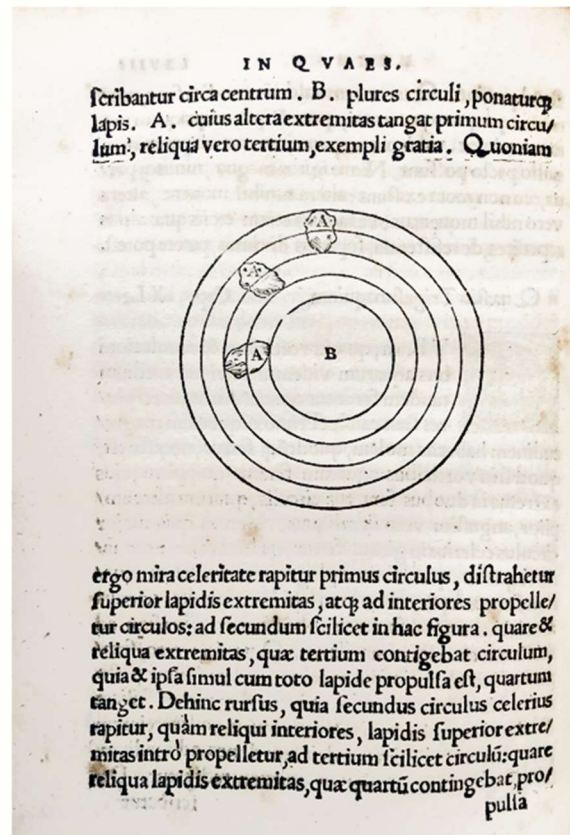 IN QVAES.
ſcribantur circa centrum. B. plures circuli, ponaturqꝫ
lapis. A. cuius altera extremitas tangat primum circu/
lum, reliqua vero tertium, exempli gratia. Quoniam
A
A
A B
ergo mira celeritate rapitur primus circulus, diſtrahetur
ſuperior lapidis extremitas, atqꝫ ad interiores propelle/
tur circulos: ad ſecundum ſcilicet in hac figura. quare &
reliqua extremitas, quæ tertium contigebat circulum,
quia & ipſa ſimul cum toto lapide propulſa eſt, quartum
tanget. Dehinc rurſus, quia ſecundus circulus celerius
rapitur, quàm reliqui interiores, lapidis ſuperior extre/
mitas intrò propelletur, ad tertium ſcilicet circulū: quare
reliqua lapidis extremitas, quæ quartū contingebat, pro/
pulſa